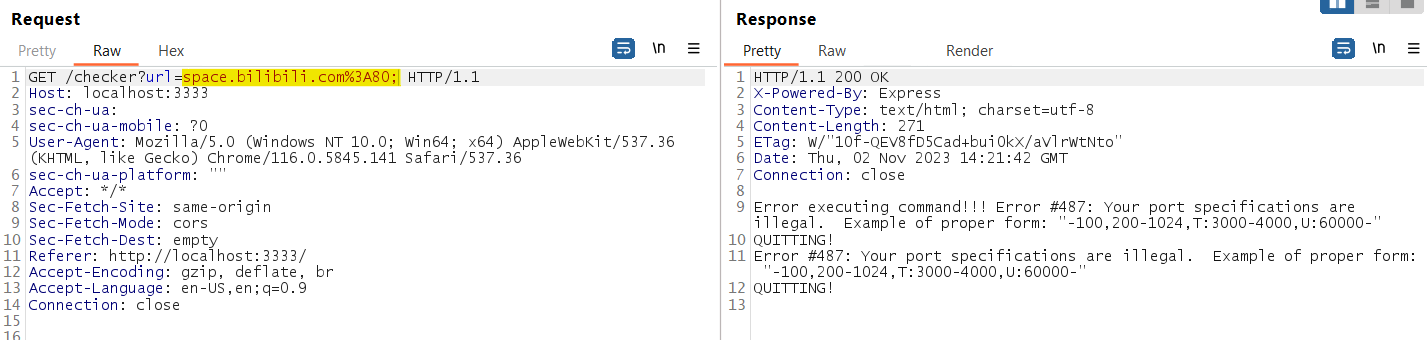 Request
Pretty Raw Hex \n
1 GET /checker?url=space.bilibili.com%3A80; HTTP/1.1
2 Host: localhost:3333
3 sec-ch-ua:
4 sec-ch-ua-mobile: ?0
5 User-Agent: Mozilla/5.0 (Windows NT 10.0; Win64; x64) AppleWebKit/537.36
(KHTML, like Gecko) Chrome/116.0.5845.141 Safari/537.36
6 sec-ch-ua-platform: ""
7 Accept: */*
8 Sec-Fetch-Site: same-origin
9 Sec-Fetch-Mode: cors
10 Sec-Fetch-Dest: empty
11 Referer: http://localhost:3333/
12 Accept-Encoding: gzip, deflate, br
13 Accept-Language: en-US,en;q=0.9
14 Connection: close
15
16
Response
Pretty Raw Render \n
1 HTTP/1.1 200 OK
2 X-Powered-By: Express
3 Content-Type: text/html; charset=utf-8
4 Content-Length: 271
5 ETag: W/"10f-QEV8fD5Cad+bui0kX/aVlrWtNto"
6 Date: Thu, 02 Nov 2023 14:21:42 GMT
7 Connection: close
8
9 Error executing command!!! Error #487: Your port specifications are
illegal.  Example of proper form: "-100,200-1024,T:3000-4000,U:60000-"
10 QUITTING!
11 Error #487: Your port specifications are illegal.  Example of proper form:
"-100,200-1024,T:3000-4000,U:60000-"
12 QUITTING!
13